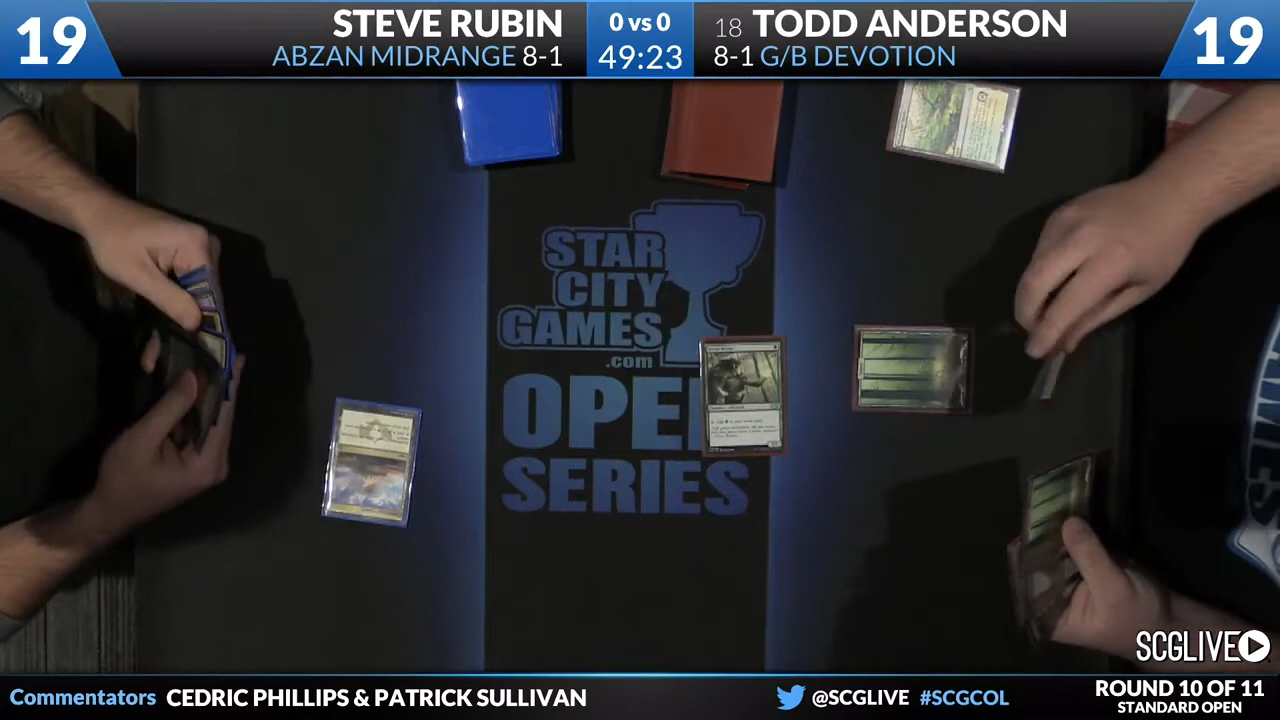 19
STEVE RUBIN
ABZAN MIDRANGE 8-1
0 vs 0
49:23
18 TODD ANDERSON
8-1 G/B DEVOTION
19
STAR
CITY
GAMES
.com
OPEN
SERIES
SCGLIVE
Commentators CEDRIC PHILLIPS & PATRICK SULLIVAN
@SCGLIVE #SCGCOL
ROUND 10 OF 11
STANDARD OPEN